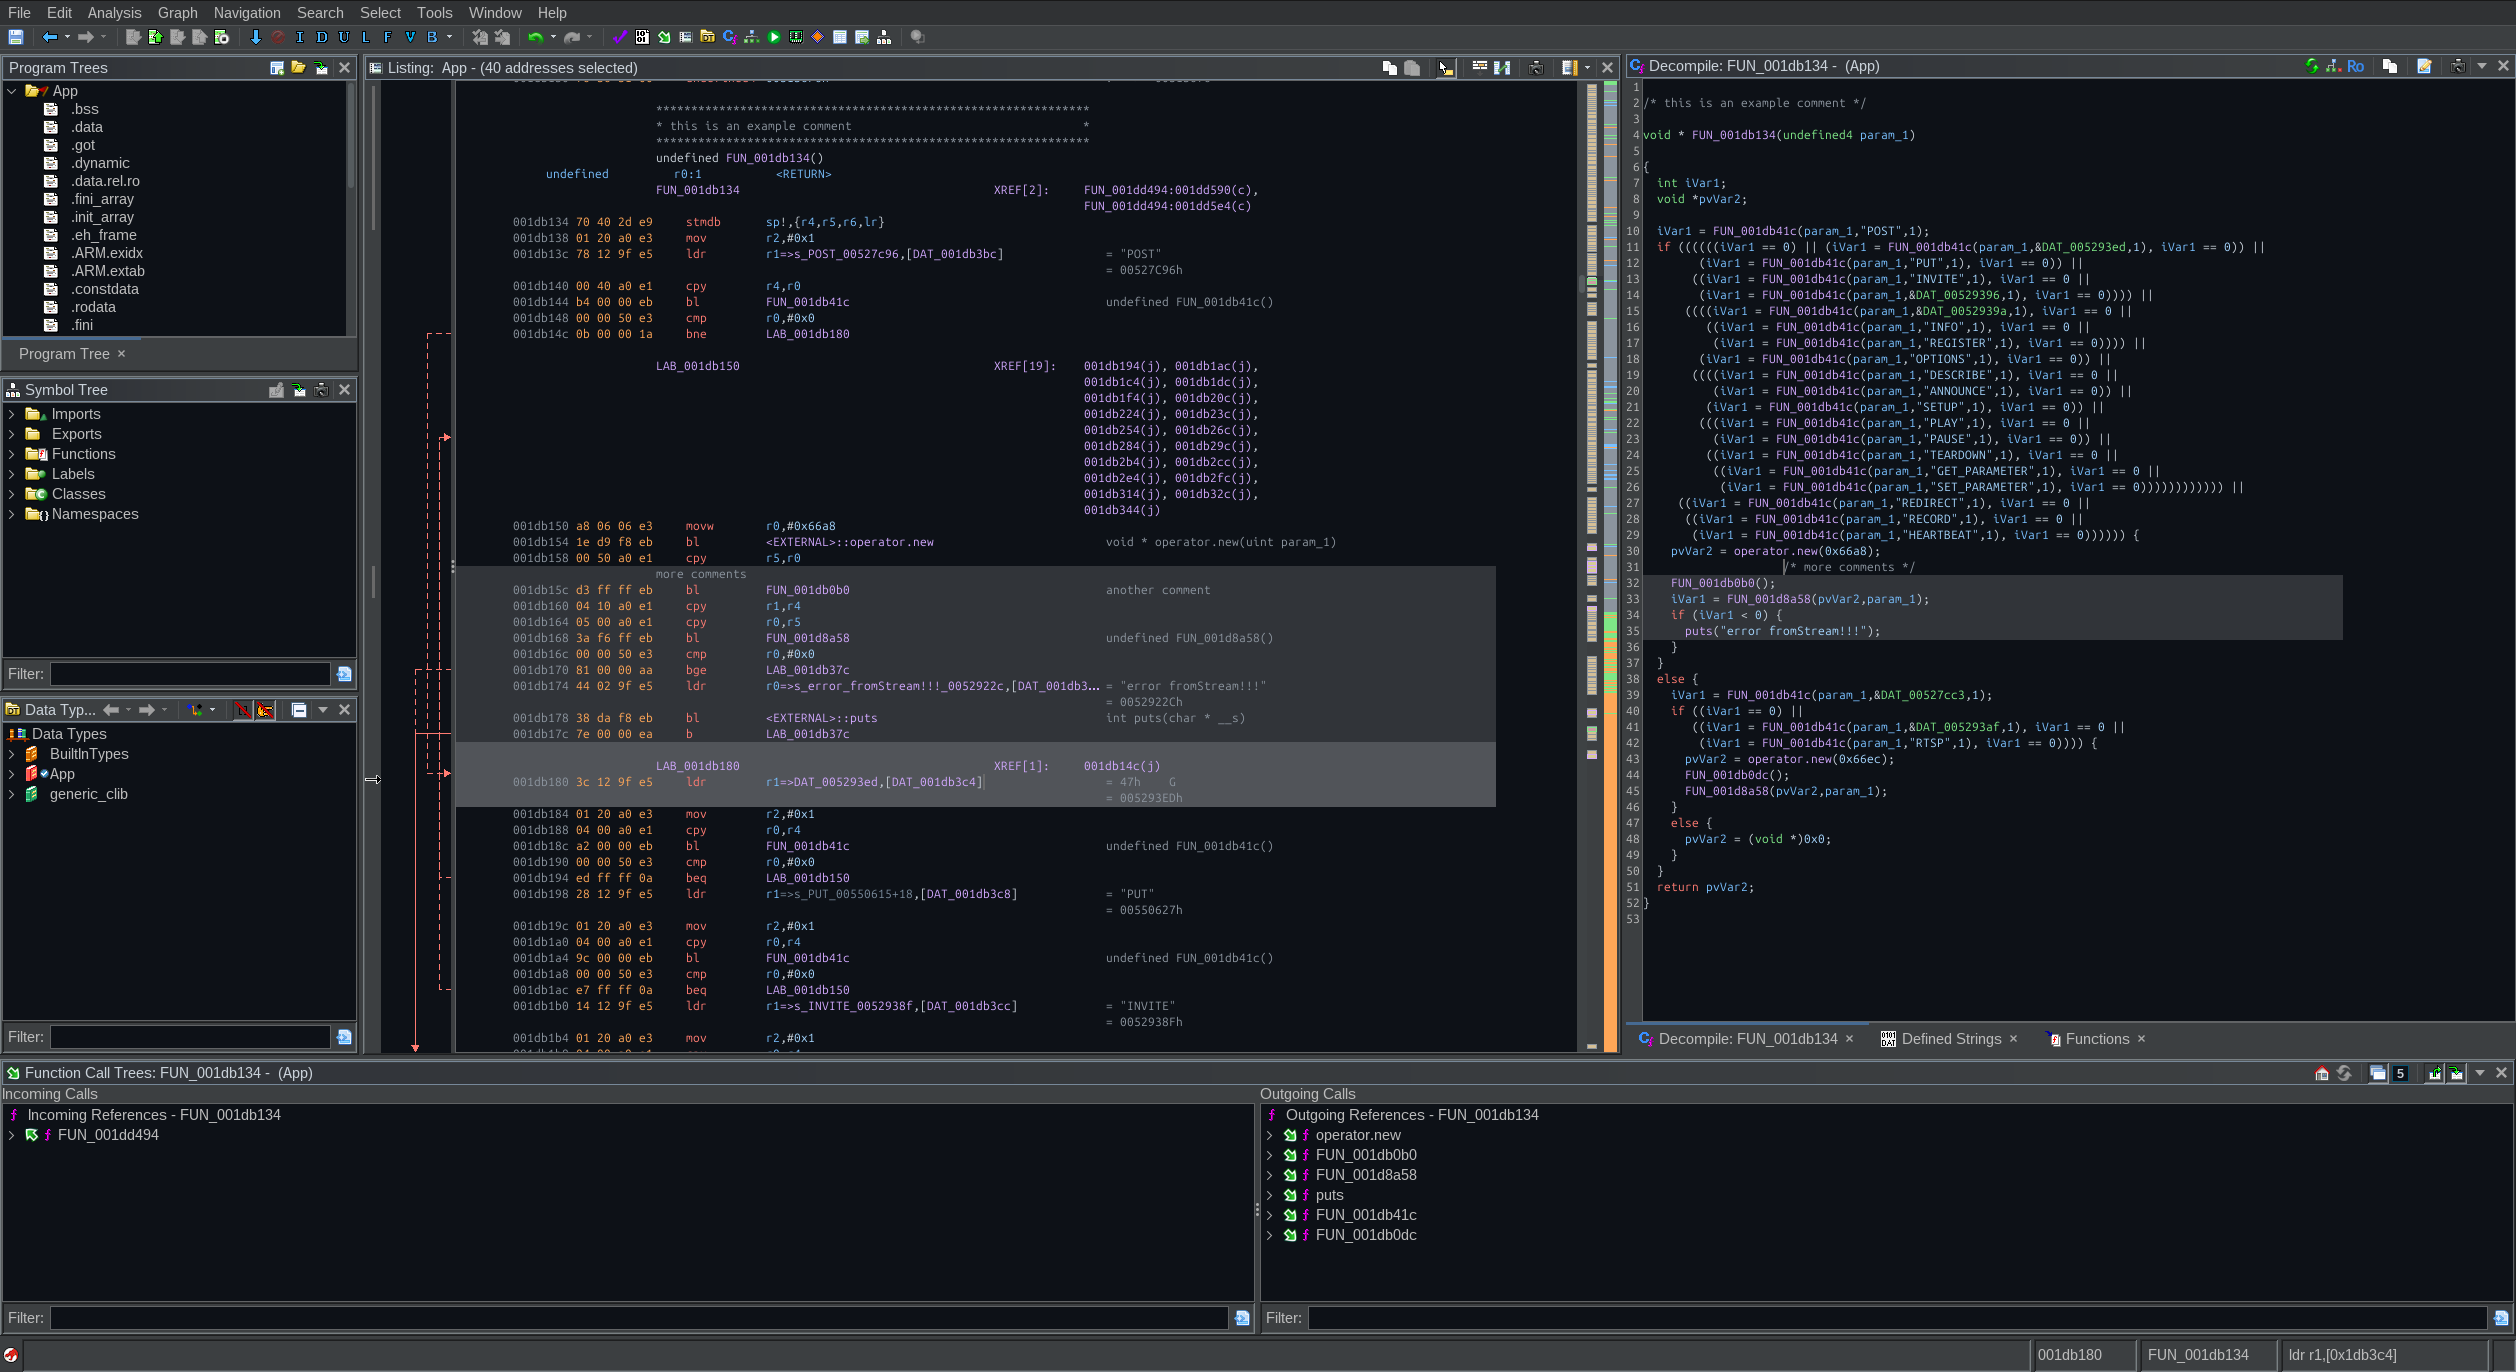 File Edit Analysis Graph Navigation Search Select Tools Window Help
I D U L F V B
Program Trees
App
.bss
.data
.got
.dynamic
.data.rel.ro
.fini_array
.init_array
.eh_frame
.ARM.exidx
.ARM.extab
.constdata
.rodata
.fini
Program Tree ×
Symbol Tree
Imports
Exports
Functions
Labels
Classes
Namespaces
Filter:
Data Typ...
Data Types
BuiltInTypes
App
generic_clib
Filter:
Listing: App - (40 addresses selected)
**************************************************************
* this is an example comment *
**************************************************************
undefined FUN_001db134()
undefined r0:1 <RETURN>
FUN_001db134 XREF[2]: FUN_001dd494:001dd590(c),
FUN_001dd494:001dd5e4(c)
001db134 70 40 2d e9 stmdb sp!,{r4,r5,r6,lr}
001db138 01 20 a0 e3 mov r2,#0x1
001db13c 78 12 9f e5 ldr r1=>s_POST_00527c96,[DAT_001db3bc] = "POST"
= 00527C96h
001db140 00 40 a0 e1 cpy r4,r0
001db144 b4 00 00 eb bl FUN_001db41c undefined FUN_001db41c()
001db148 00 00 50 e3 cmp r0,#0x0
001db14c 0b 00 00 1a bne LAB_001db180
LAB_001db150 XREF[19]: 001db194(j), 001db1ac(j),
001db1c4(j), 001db1dc(j),
001db1f4(j), 001db20c(j),
001db224(j), 001db23c(j),
001db254(j), 001db26c(j),
001db284(j), 001db29c(j),
001db2b4(j), 001db2cc(j),
001db2e4(j), 001db2fc(j),
001db314(j), 001db32c(j),
001db344(j)
001db150 a8 06 06 e3 movw r0,#0x66a8
001db154 1e d9 f8 eb bl <EXTERNAL>::operator.new void * operator.new(uint param_1)
001db158 00 50 a0 e1 cpy r5,r0
more comments
001db15c d3 ff ff eb bl FUN_001db0b0 another comment
001db160 04 10 a0 e1 cpy r1,r4
001db164 05 00 a0 e1 cpy r0,r5
001db168 3a f6 ff eb bl FUN_001d8a58 undefined FUN_001d8a58()
001db16c 00 00 50 e3 cmp r0,#0x0
001db170 81 00 00 aa bge LAB_001db37c
001db174 44 02 9f e5 ldr r0=>s_error_fromStream!!!_0052922c,[DAT_001db3... = "error fromStream!!!"
= 0052922Ch
001db178 38 da f8 eb bl <EXTERNAL>::puts int puts(char * __s)
001db17c 7e 00 00 ea b LAB_001db37c
LAB_001db180 XREF[1]: 001db14c(j)
001db180 3c 12 9f e5 ldr r1=>DAT_005293ed,[DAT_001db3c4] = 47h G
= 005293EDh
001db184 01 20 a0 e3 mov r2,#0x1
001db188 04 00 a0 e1 cpy r0,r4
001db18c a2 00 00 eb bl FUN_001db41c undefined FUN_001db41c()
001db190 00 00 50 e3 cmp r0,#0x0
001db194 ed ff ff 0a beq LAB_001db150
001db198 28 12 9f e5 ldr r1=>s_PUT_00550615+18,[DAT_001db3c8] = "PUT"
= 00550627h
001db19c 01 20 a0 e3 mov r2,#0x1
001db1a0 04 00 a0 e1 cpy r0,r4
001db1a4 9c 00 00 eb bl FUN_001db41c undefined FUN_001db41c()
001db1a8 00 00 50 e3 cmp r0,#0x0
001db1ac e7 ff ff 0a beq LAB_001db150
001db1b0 14 12 9f e5 ldr r1=>s_INVITE_0052938f,[DAT_001db3cc] = "INVITE"
= 0052938Fh
001db1b4 01 20 a0 e3 mov r2,#0x1
Decompile: FUN_001db134 - (App) Ro
1
2 /* this is an example comment */
3
4 void * FUN_001db134(undefined4 param_1)
5
6 {
7 int iVar1;
8 void *pvVar2;
9
10 iVar1 = FUN_001db41c(param_1,"POST",1);
11 if ((((((iVar1 == 0) || (iVar1 = FUN_001db41c(param_1,&DAT_005293ed,1), iVar1 == 0)) ||
12 (iVar1 = FUN_001db41c(param_1,"PUT",1), iVar1 == 0)) ||
13 ((iVar1 = FUN_001db41c(param_1,"INVITE",1), iVar1 == 0 ||
14 (iVar1 = FUN_001db41c(param_1,&DAT_00529396,1), iVar1 == 0)))) ||
15 ((((iVar1 = FUN_001db41c(param_1,&DAT_0052939a,1), iVar1 == 0 ||
16 ((iVar1 = FUN_001db41c(param_1,"INFO",1), iVar1 == 0 ||
17 (iVar1 = FUN_001db41c(param_1,"REGISTER",1), iVar1 == 0)))) ||
18 (iVar1 = FUN_001db41c(param_1,"OPTIONS",1), iVar1 == 0)) ||
19 ((((iVar1 = FUN_001db41c(param_1,"DESCRIBE",1), iVar1 == 0 ||
20 (iVar1 = FUN_001db41c(param_1,"ANNOUNCE",1), iVar1 == 0)) ||
21 (iVar1 = FUN_001db41c(param_1,"SETUP",1), iVar1 == 0)) ||
22 (((iVar1 = FUN_001db41c(param_1,"PLAY",1), iVar1 == 0 ||
23 (iVar1 = FUN_001db41c(param_1,"PAUSE",1), iVar1 == 0)) ||
24 ((iVar1 = FUN_001db41c(param_1,"TEARDOWN",1), iVar1 == 0 ||
25 ((iVar1 = FUN_001db41c(param_1,"GET_PARAMETER",1), iVar1 == 0 ||
26 (iVar1 = FUN_001db41c(param_1,"SET_PARAMETER",1), iVar1 == 0)))))))))))) ||
27 ((iVar1 = FUN_001db41c(param_1,"REDIRECT",1), iVar1 == 0 ||
28 ((iVar1 = FUN_001db41c(param_1,"RECORD",1), iVar1 == 0 ||
29 (iVar1 = FUN_001db41c(param_1,"HEARTBEAT",1), iVar1 == 0)))))) {
30 pvVar2 = operator.new(0x66a8);
31 /* more comments */
32 FUN_001db0b0();
33 iVar1 = FUN_001d8a58(pvVar2,param_1);
34 if (iVar1 < 0) {
35 puts("error fromStream!!!");
36 }
37 }
38 else {
39 iVar1 = FUN_001db41c(param_1,&DAT_00527cc3,1);
40 if ((iVar1 == 0) ||
41 ((iVar1 = FUN_001db41c(param_1,&DAT_005293af,1), iVar1 == 0 ||
42 (iVar1 = FUN_001db41c(param_1,"RTSP",1), iVar1 == 0)))) {
43 pvVar2 = operator.new(0x66ec);
44 FUN_001db0dc();
45 FUN_001d8a58(pvVar2,param_1);
46 }
47 else {
48 pvVar2 = (void *)0x0;
49 }
50 }
51 return pvVar2;
52 }
53
Decompile: FUN_001db134 × Defined Strings × Functions ×
Function Call Trees: FUN_001db134 - (App) 5
Incoming Calls
Incoming References - FUN_001db134
FUN_001dd494
Filter:
Outgoing Calls
Outgoing References - FUN_001db134
operator.new
FUN_001db0b0
FUN_001d8a58
puts
FUN_001db41c
FUN_001db0dc
Filter:
001db180 FUN_001db134 ldr r1,[0x1db3c4]